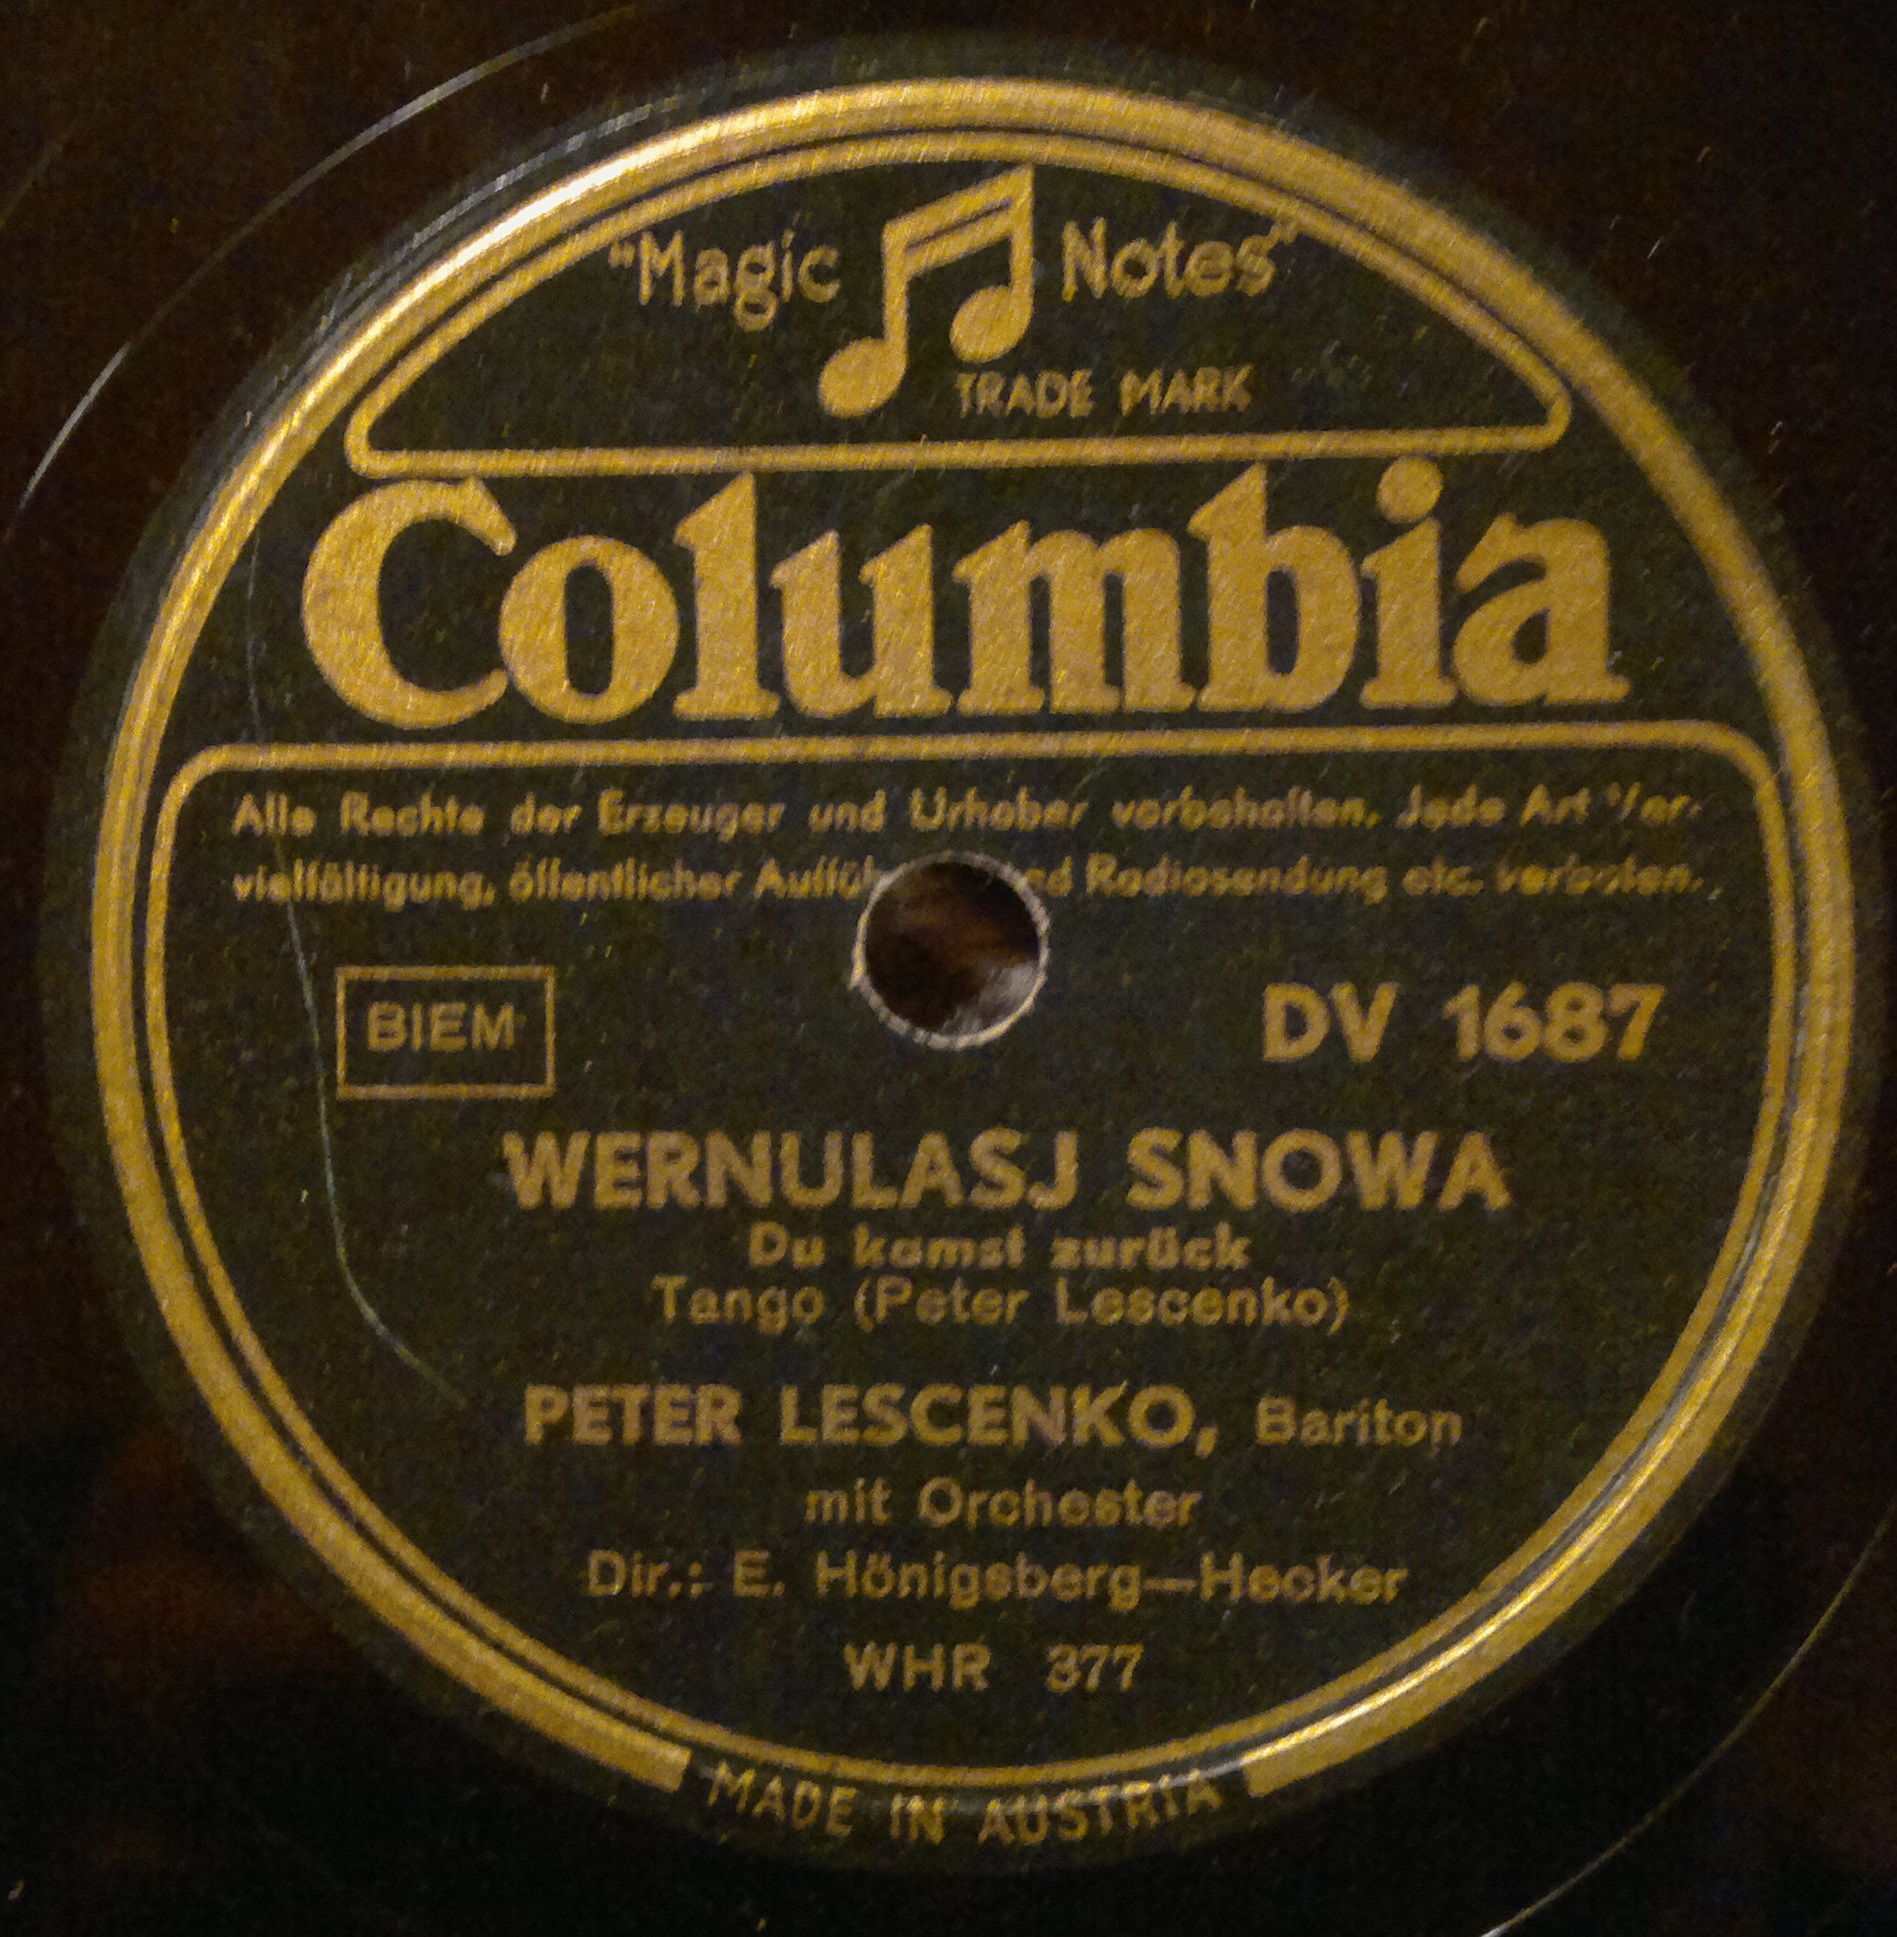 "Magic Notes"
TRADE MARK
Columbia
Alle Rechte der Erzeuger und Urheber vorbehalten. Jede Art Ver-
vielfältigung, öffentlicher Auffüh nd Radiosendung etc. verboten.
BIEM
DV 1687
WERNULASJ SNOWA
Du kamst zurück
Tango (Peter Lescenko)
PETER LESCENKO, Bariton
mit Orchester
Dir.: E. Hönigsberg—Hecker
WHR 377
MADE IN AUSTRIA